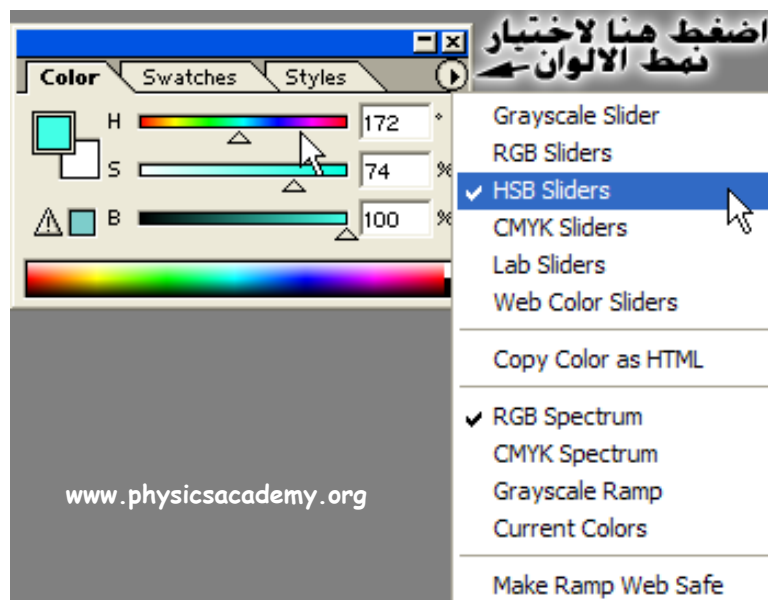 اضغط هنا لاختيار
نمط الالوان
Color Swatches Styles
H 172 °
S 74 %
B 100 %
Grayscale Slider
RGB Sliders
HSB Sliders
CMYK Sliders
Lab Sliders
Web Color Sliders
Copy Color as HTML
RGB Spectrum
CMYK Spectrum
Grayscale Ramp
Current Colors
Make Ramp Web Safe
www.physicsacademy.org